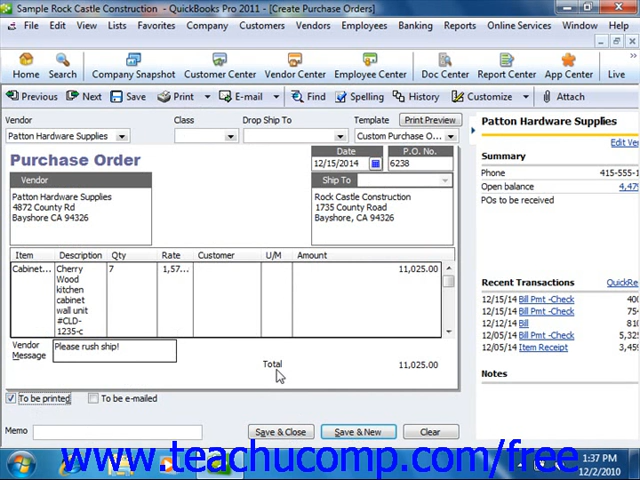 Sample Rock Castle Construction - QuickBooks Pro 2011 - [Create Purchase Orders]
File Edit View Lists Favorites Company Customers Vendors Employees Banking Reports Online Services Window Help
Home Search Company Snapshot Customer Center Vendor Center Employee Center Doc Center Report Center App Center Live
Previous Next Save Print E-mail Find Spelling History Customize Attach
Vendor Class Drop Ship To Template Print Preview
Patton Hardware Supplies Custom Purchase O...
Purchase Order
Date P.O. No.
12/15/2014 6238
Vendor Ship To
Patton Hardware Supplies
4872 County Rd
Bayshore CA 94326
Rock Castle Construction
1735 County Road
Bayshore, CA 94326
Item Description Qty Rate Customer U/M Amount
Cabinet... Cherry 7 1,57... 11,025.00
Wood
kitchen
cabinet
wall unit
#CLD-
1235-c
Vendor Message
Please rush ship!
Total 11,025.00
To be printed To be e-mailed
Memo Save & Close Save & New Clear
Patton Hardware Supplies
Edit Ve
Summary
Phone 415-555-1
Open balance 4,47
POs to be received
Recent Transactions QuickRe
12/15/14 Bill Pmt -Check 40
12/15/14 Bill Pmt -Check 64
12/12/14 Bill 81
12/05/14 Bill Pmt -Check 5,32
12/05/14 Item Receipt 3,45
Notes
www.teachucomp.com/free
1:37 PM
12/2/2010